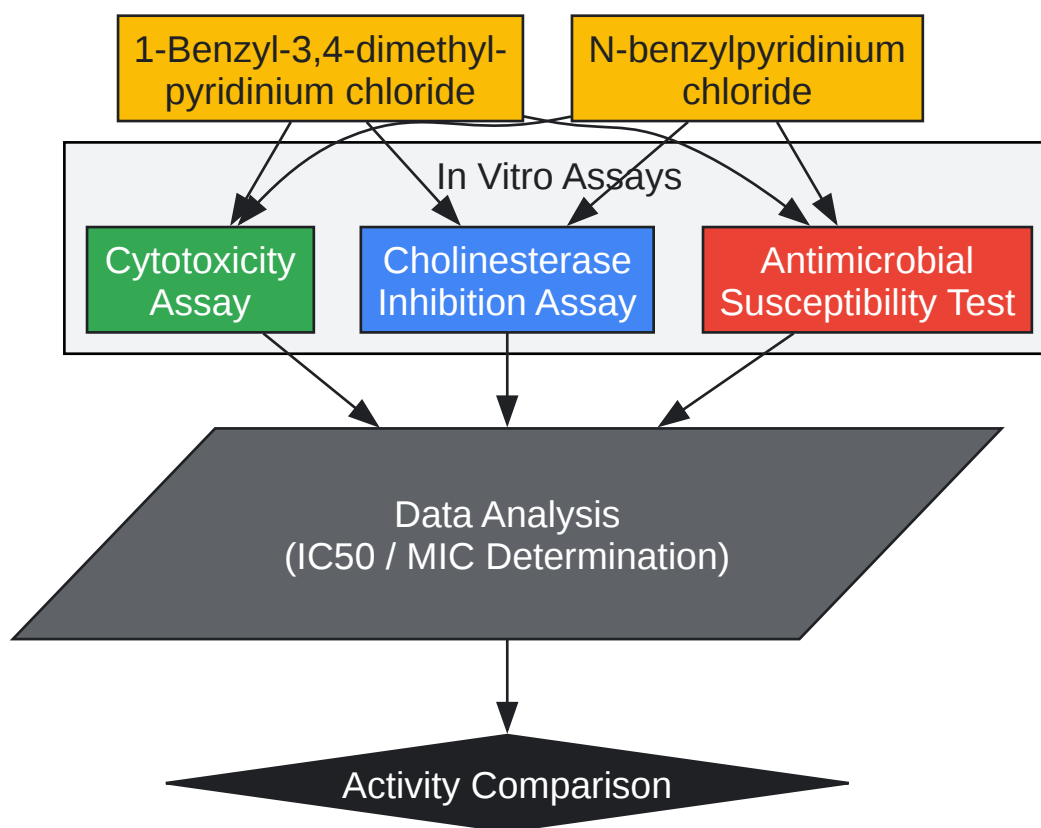 1-Benzyl-3,4-dimethyl-
pyridinium chloride
N-benzylpyridinium
chloride
In Vitro Assays
Cytotoxicity
Assay
Cholinesterase
Inhibition Assay
Antimicrobial
Susceptibility Test
Data Analysis
(IC50 / MIC Determination)
Activity Comparison